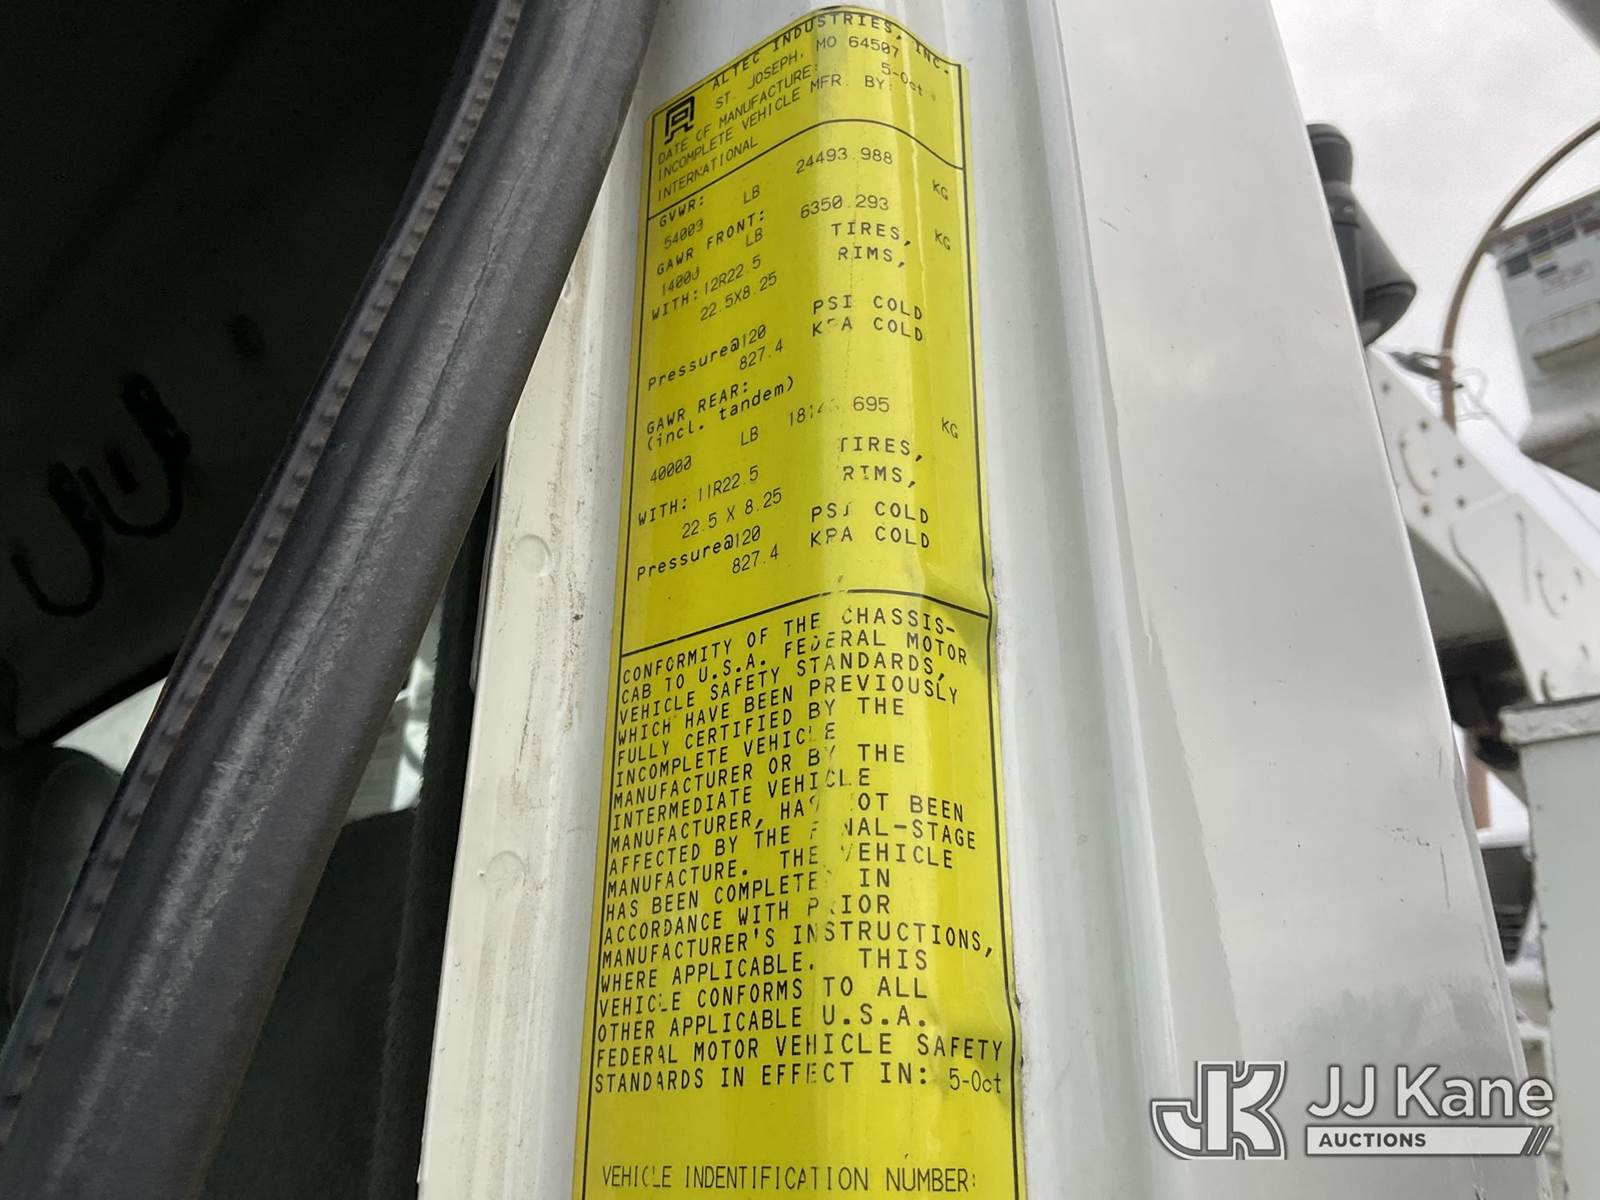 ALTEC INDUSTRIES, INC.
ST. JOSEPH, MO 64507
DATE OF MANUFACTURE: 5-Oct
INCOMPLETE VEHICLE MFR. BY:
INTERNATIONAL
GVWR:
54003 LB 24493.988 KG
GAWR FRONT:
14000 LB 6350.293 KG
WITH: 12R22.5 TIRES,
22.5X8.25 RIMS,
Pressure@120 PSI COLD
827.4 KPA COLD
GAWR REAR:
(incl. tandem)
40003 LB 695 KG
WITH: 11R22.5 TIRES,
22.5 X 8.25 RIMS,
Pressure@120 PSI COLD
827.4 KPA COLD
CONFORMITY OF THE CHASSIS-
CAB TO U.S.A. FEDERAL MOTOR
VEHICLE SAFETY STANDARDS,
WHICH HAVE BEEN PREVIOUSLY
FULLY CERTIFIED BY THE
INCOMPLETE VEHICLE
MANUFACTURER OR BY THE
INTERMEDIATE VEHICLE
MANUFACTURER, HAS NOT BEEN
AFFECTED BY THE FINAL-STAGE
MANUFACTURE. THE VEHICLE
HAS BEEN COMPLETED IN
ACCORDANCE WITH PRIOR
MANUFACTURER'S INSTRUCTIONS,
WHERE APPLICABLE. THIS
VEHICLE CONFORMS TO ALL
OTHER APPLICABLE U.S.A.
FEDERAL MOTOR VEHICLE SAFETY
STANDARDS IN EFFECT IN: 5-Oct
VEHICLE INDENTIFICATION NUMBER:
JK JJ Kane
AUCTIONS